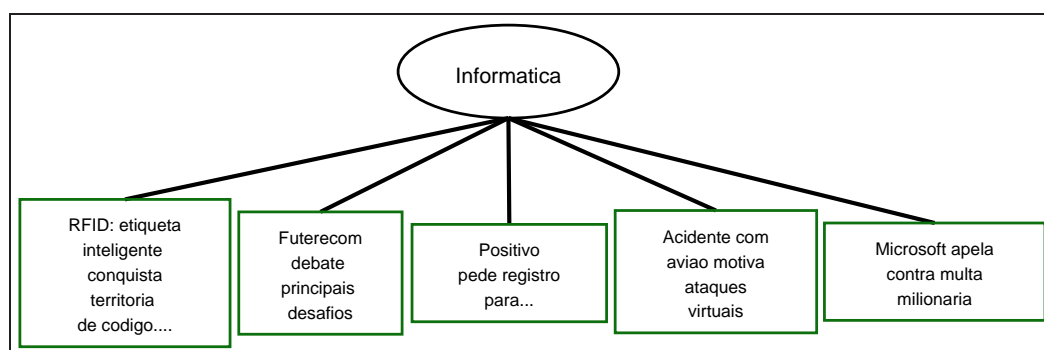 Informatica
RFID: etiqueta
inteligente
conquista
territoria
de codigo....
Futerecom
debate
principais
desafios
Positivo
pede registro
para...
Acidente com
aviao motiva
ataques
virtuais
Microsoft apela
contra multa
milionaria